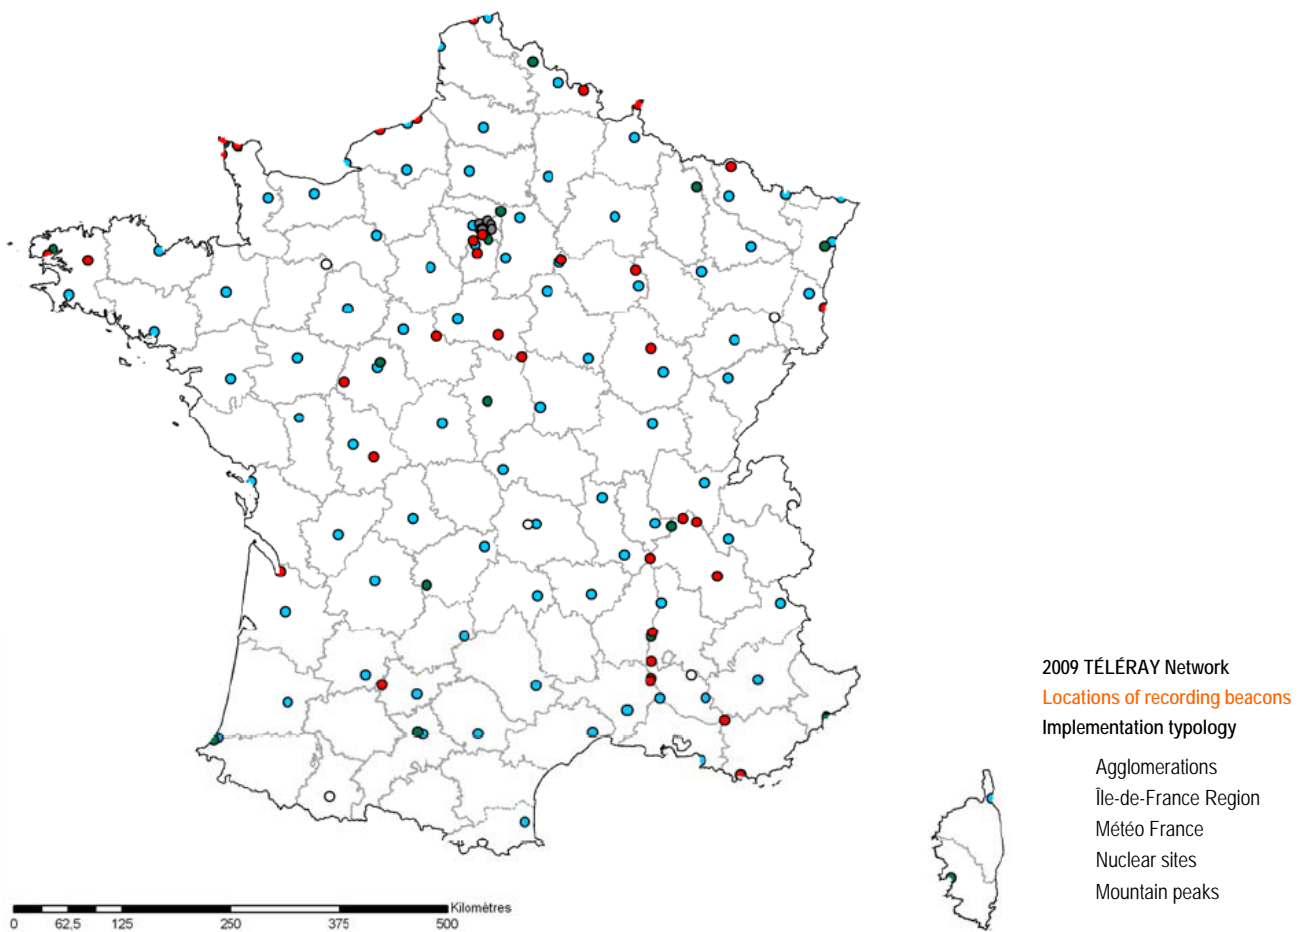 2009 TÉLÉRAY Network
Locations of recording beacons
Implementation typology
Agglomerations
Île-de-France Region
Météo France
Nuclear sites
Mountain peaks
Kilomètres
0 62,5 125 250 375 500